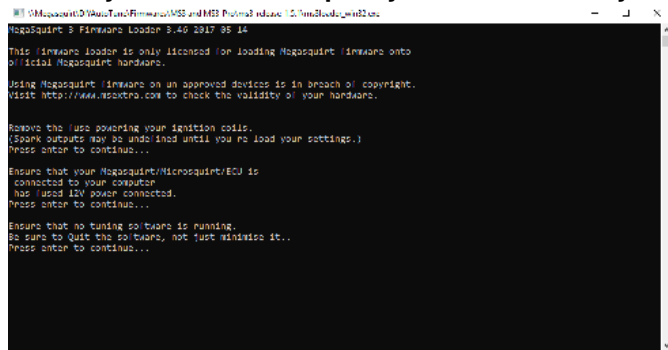 MegaSquirt 3 Firmware Loader 3.46 2017 05 14
This firmware loader is only licensed for loading Megasquirt firmware onto
official Megasquirt hardware.
Using Megasquirt firmware on un approved devices is in breach of copyright.
Visit http://www.msextra.com to check the validity of your hardware.
Remove the fuse powering your ignition coils.
(Spark outputs may be undefined until you re load your settings.)
Press enter to continue...
Ensure that your Megasquirt/Microsquirt/ECU is
connected to your computer
has fused 12V power connected.
Press enter to continue...
Ensure that no tuning software is running.
Be sure to Quit the software, not just minimise it..
Press enter to continue...